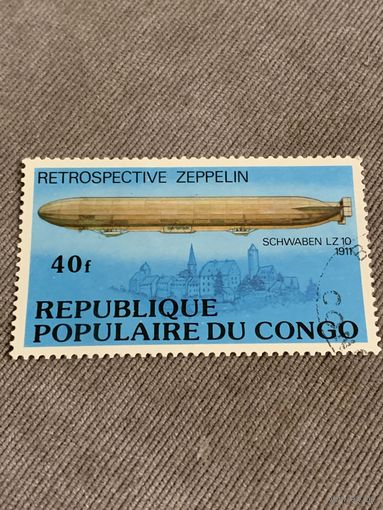 RETROSPECTIVE ZEPPELIN
SCHWABEN LZ 10
1911
40f
REPUBLIQUE
POPULAIRE DU CONGO